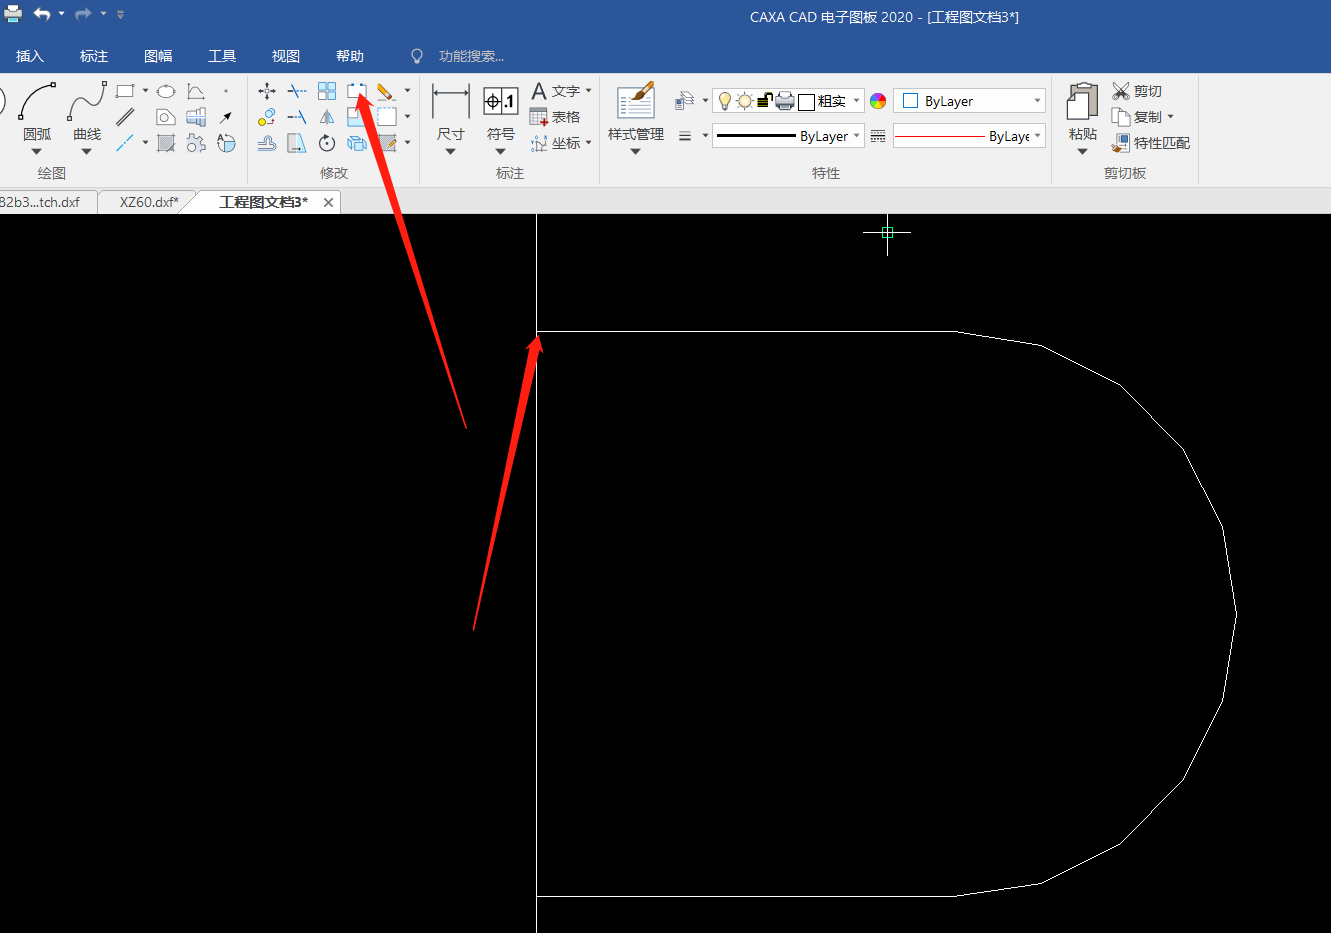 CAXA CAD 电子图板 2020 - [工程图文档3*]
插入 标注 图幅 工具 视图 帮助 功能搜索...
A 文字 粗实 ByLayer 剪切
.1
圆弧 曲线 尺寸 符号 表格 样式管理 ByLayer ByLaye 粘贴 复制
坐标 特性匹配
绘图 修改 标注 特性 剪切板
82b3...tch.dxf XZ60.dxf* 工程图文档3*